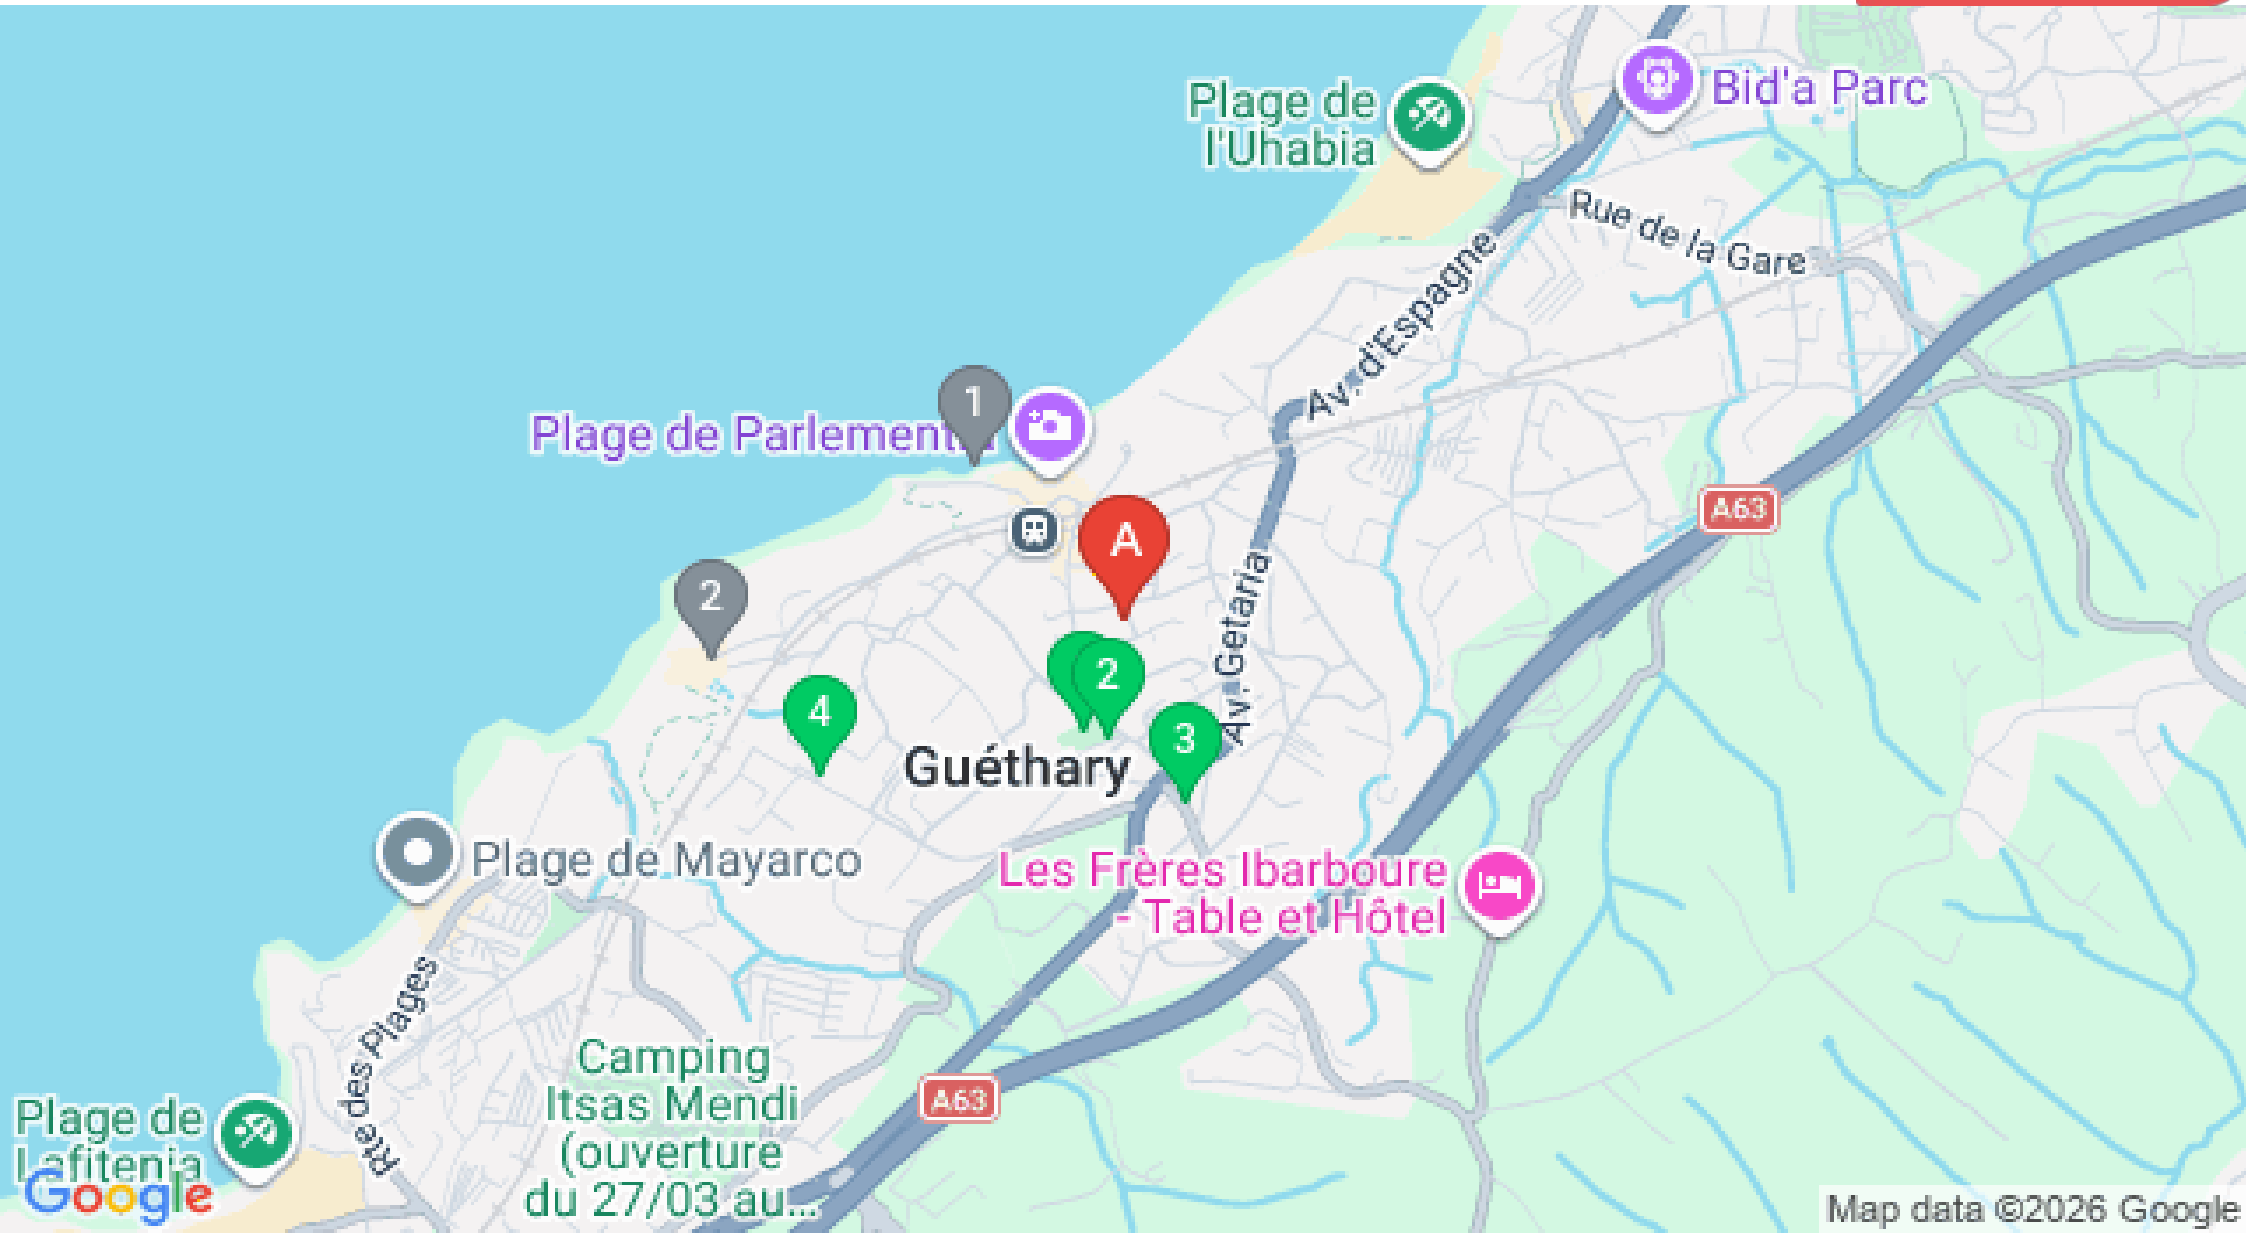 Plage de
l'Uhabia
Bid'a Parc
Rue de la Gare
Av. d'Espagne
1
Plage de
A63
A
Av. Getaria
2
2
4
3
Guéthary
Plage de Mayarco
Les Frères Ibarboure
- Table et Hôtel
Rte des Plages
Camping
Itsas Mendi
(ouverture
du 27/03 au...
A63
Plage de
Lafitenia
Google
Map data ©2026 Google